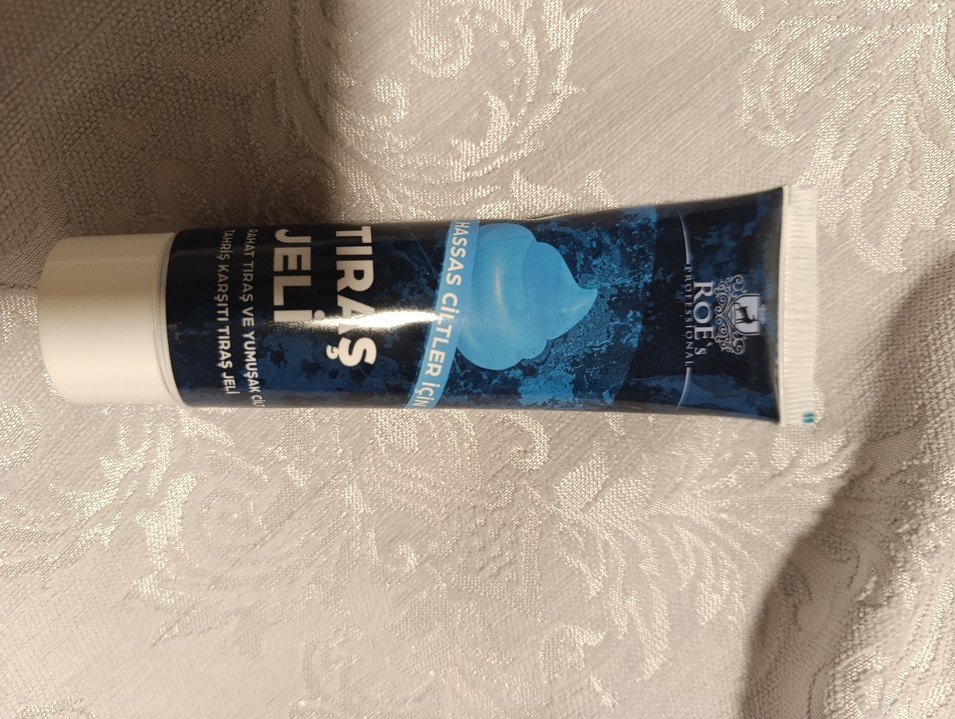 ROE's
PROFESSIONAL
HASSAS CİLTLER İÇİN
TIRAŞ
JELİ
RAHAT TIRAŞ VE YUMUŞAK
TAHRİŞ KARŞITI TIRAŞ JELİ